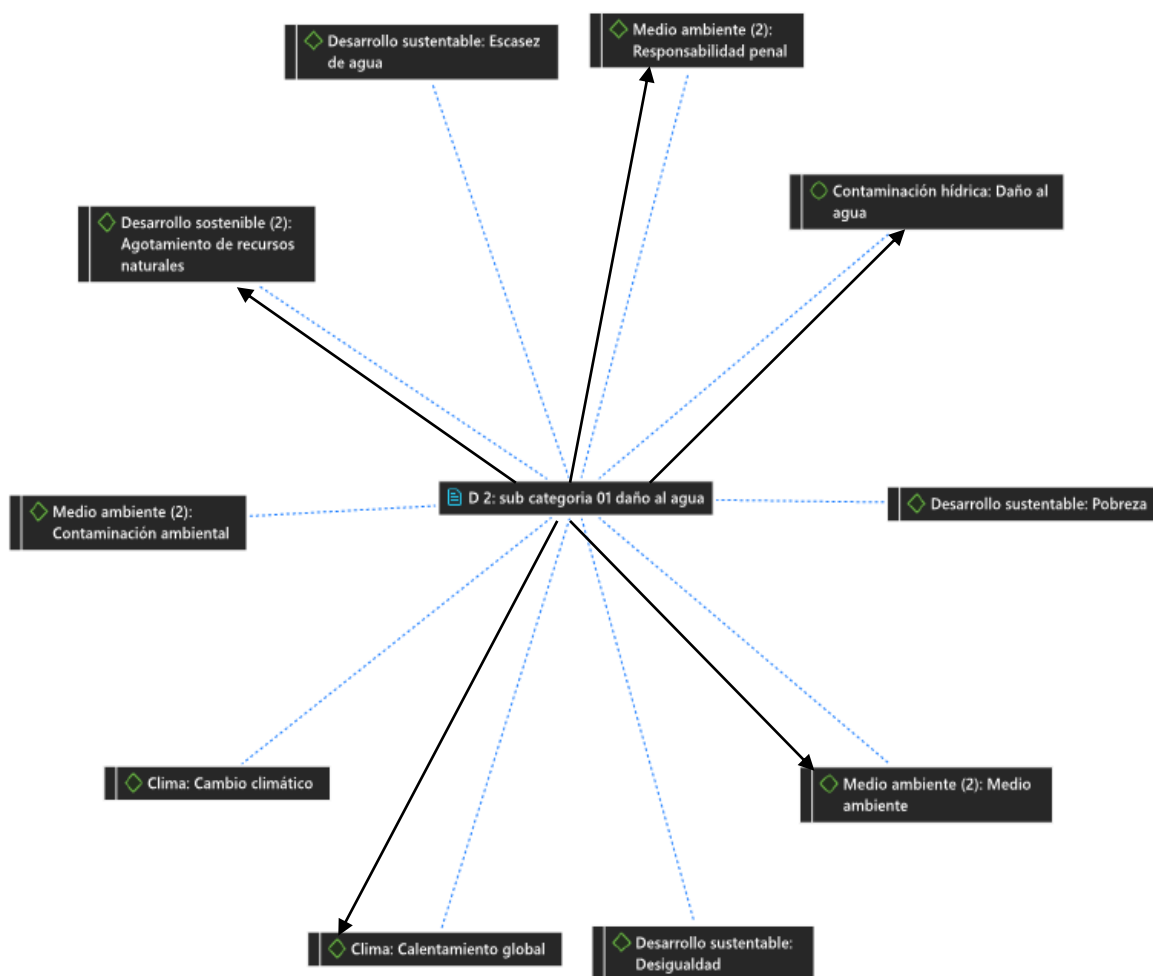 Desarrollo sustentable: Escasez
de agua
Medio ambiente (2):
Responsabilidad penal
Contaminación hídrica: Daño al
agua
Desarrollo sostenible (2):
Agotamiento de recursos
naturales
D 2: sub categoria 01 daño al agua
Medio ambiente (2):
Contaminación ambiental
Desarrollo sustentable: Pobreza
Clima: Cambio climático
Medio ambiente (2): Medio
ambiente
Clima: Calentamiento global
Desarrollo sustentable:
Desigualdad